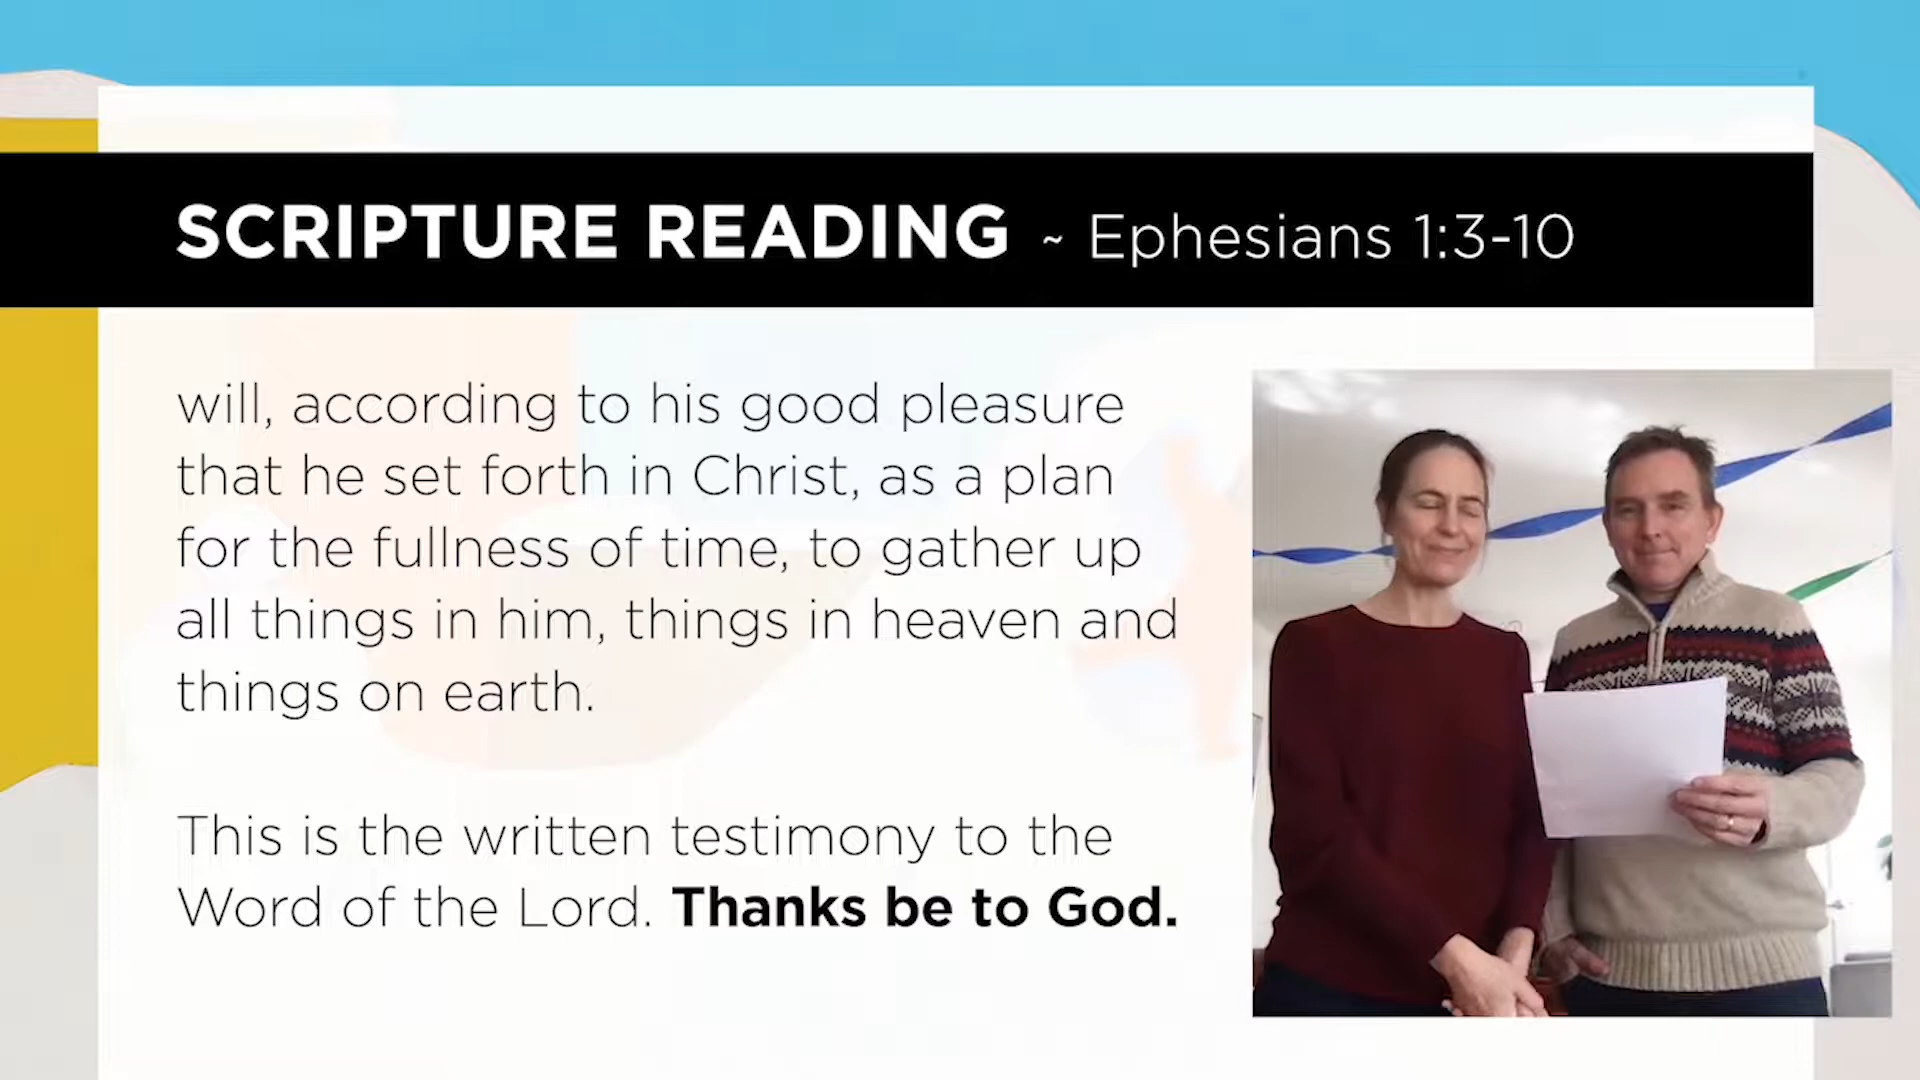 SCRIPTURE READING ~ Ephesians 1:3-10
will, according to his good pleasure
that he set forth in Christ, as a plan
for the fullness of time, to gather up
all things in him, things in heaven and
things on earth.
This is the written testimony to the
Word of the Lord. Thanks be to God.